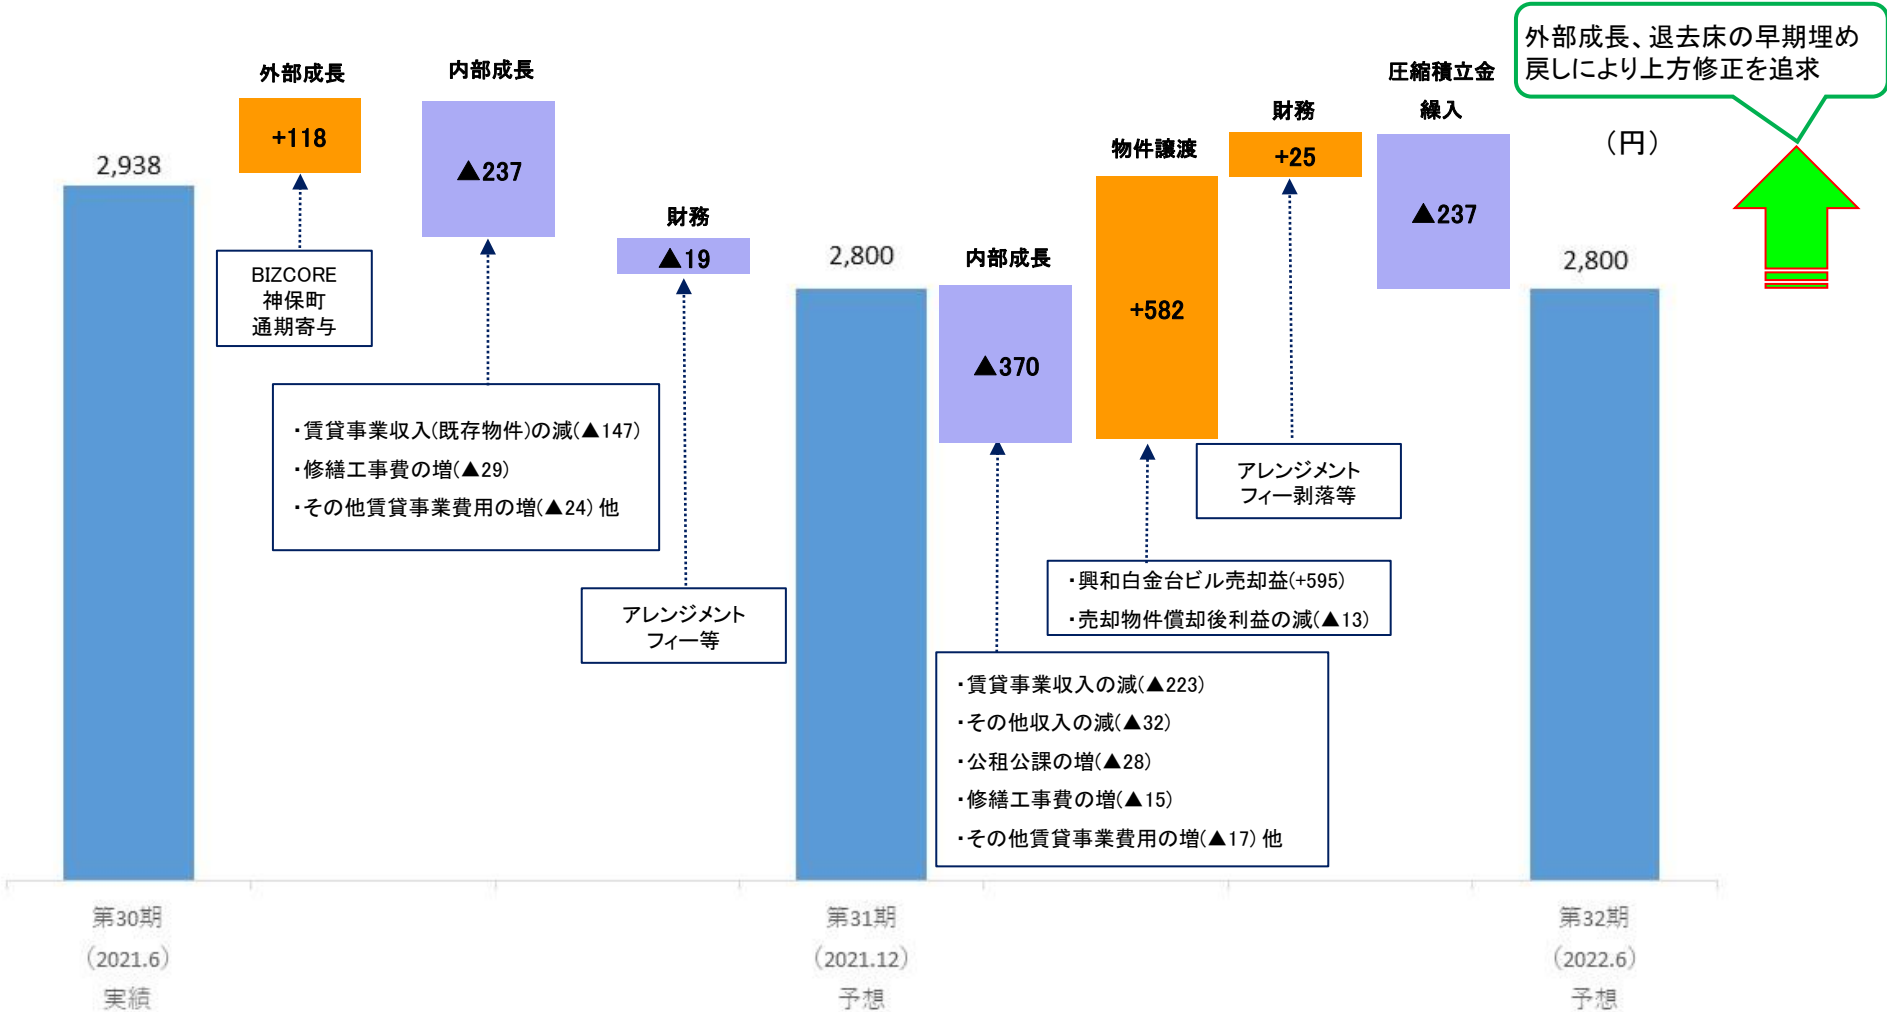 外部成長、退去床の早期埋め
戻しにより上方修正を追求
(円)
2,938
外部成長
+118
BIZCORE
神保町
通期寄与
内部成長
▲237
・賃貸事業収入(既存物件)の減(▲147)
・修繕工事費の増(▲29)
・その他賃貸事業費用の増(▲24)他
財務
▲19
アレンジメント
フィー等
2,800
内部成長
▲370
・賃貸事業収入の減(▲223)
・その他収入の減(▲32)
・公租公課の増(▲28)
・修繕工事費の増(▲15)
・その他賃貸事業費用の増(▲17)他
物件譲渡
+582
・興和白金台ビル売却益(+595)
・売却物件償却後利益の減(▲13)
財務
+25
アレンジメント
フィー剥落等
圧縮積立金
繰入
▲237
2,800
第30期
(2021.6)
実績
第31期
(2021.12)
予想
第32期
(2022.6)
予想